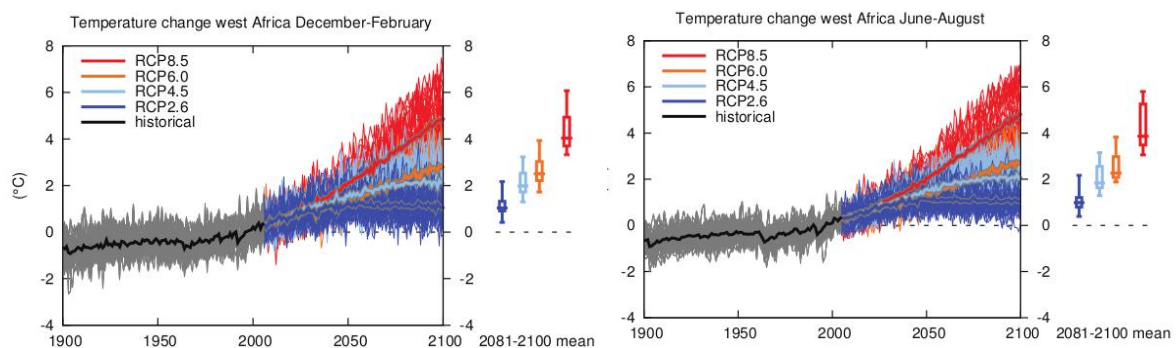 Temperature change west Africa December-February
8
6
4
2
0
-2
-4
(°C)
RCP8.5
RCP6.0
RCP4.5
RCP2.6
historical
8
6
4
2
0
-2
-4
1900 1950 2000 2050 2100 2081-2100 mean
Temperature change west Africa June-August
8
6
4
2
0
-2
-4
RCP8.5
RCP6.0
RCP4.5
RCP2.6
historical
8
6
4
2
0
-2
-4
1900 1950 2000 2050 2100 2081-2100 mean